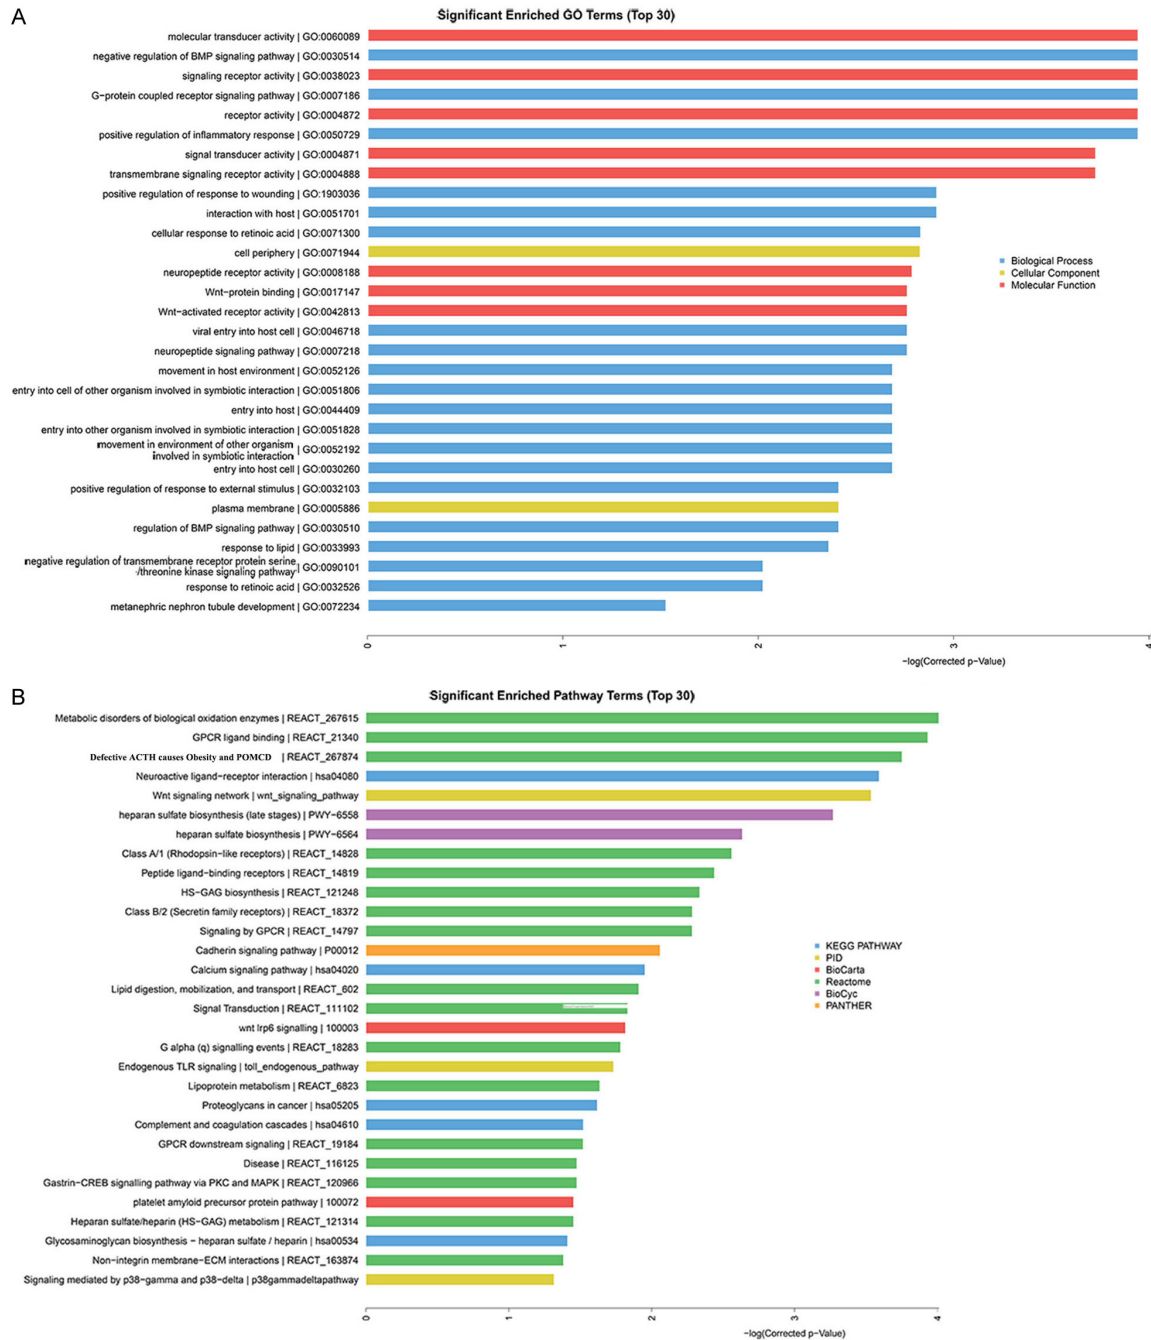 A
Significant Enriched GO Terms (Top 30)
molecular transducer activity | GO:0060089
negative regulation of BMP signaling pathway | GO:0030514
signaling receptor activity | GO:0038023
G−protein coupled receptor signaling pathway | GO:0007186
receptor activity | GO:0004872
positive regulation of inflammatory response | GO:0050729
signal transducer activity | GO:0004871
transmembrane signaling receptor activity | GO:0004888
positive regulation of response to wounding | GO:1903036
interaction with host | GO:0051701
cellular response to retinoic acid | GO:0071300
cell periphery | GO:0071944
neuropeptide receptor activity | GO:0008188
Wnt−protein binding | GO:0017147
Wnt−activated receptor activity | GO:0042813
viral entry into host cell | GO:0046718
neuropeptide signaling pathway | GO:0007218
movement in host environment | GO:0052126
entry into cell of other organism involved in symbiotic interaction | GO:0051806
entry into host | GO:0044409
entry into other organism involved in symbiotic interaction | GO:0051828
movement in environment of other organism
involved in symbiotic interaction | GO:0052192
entry into host cell | GO:0030260
positive regulation of response to external stimulus | GO:0032103
plasma membrane | GO:0005886
regulation of BMP signaling pathway | GO:0030510
response to lipid | GO:0033993
negative regulation of transmembrane receptor protein serine
/threonine kinase signaling pathway | GO:0090101
response to retinoic acid | GO:0032526
metanephric nephron tubule development | GO:0072234
Biological Process
Cellular Component
Molecular Function
0 1 2 3 4
−log(Corrected p−Value)
B
Significant Enriched Pathway Terms (Top 30)
Metabolic disorders of biological oxidation enzymes | REACT_267615
GPCR ligand binding | REACT_21340
Defective ACTH causes Obesity and POMCD | REACT_267874
Neuroactive ligand−receptor interaction | hsa04080
Wnt signaling network | wnt_signaling_pathway
heparan sulfate biosynthesis (late stages) | PWY−6558
heparan sulfate biosynthesis | PWY−6564
Class A/1 (Rhodopsin−like receptors) | REACT_14828
Peptide ligand−binding receptors | REACT_14819
HS−GAG biosynthesis | REACT_121248
Class B/2 (Secretin family receptors) | REACT_18372
Signaling by GPCR | REACT_14797
Cadherin signaling pathway | P00012
Calcium signaling pathway | hsa04020
Lipid digestion, mobilization, and transport | REACT_602
Signal Transduction | REACT_111102
wnt lrp6 signalling | 100003
G alpha (q) signalling events | REACT_18283
Endogenous TLR signaling | toll_endogenous_pathway
Lipoprotein metabolism | REACT_6823
Proteoglycans in cancer | hsa05205
Complement and coagulation cascades | hsa04610
GPCR downstream signaling | REACT_19184
Disease | REACT_116125
Gastrin−CREB signalling pathway via PKC and MAPK | REACT_120966
platelet amyloid precursor protein pathway | 100072
Heparan sulfate/heparin (HS−GAG) metabolism | REACT_121314
Glycosaminoglycan biosynthesis − heparan sulfate / heparin | hsa00534
Non−integrin membrane−ECM interactions | REACT_163874
Signaling mediated by p38−gamma and p38−delta | p38gammadeltapathway
KEGG PATHWAY
PID
BioCarta
Reactome
BioCyc
PANTHER
0 1 2 3 4
−log(Corrected p−Value)